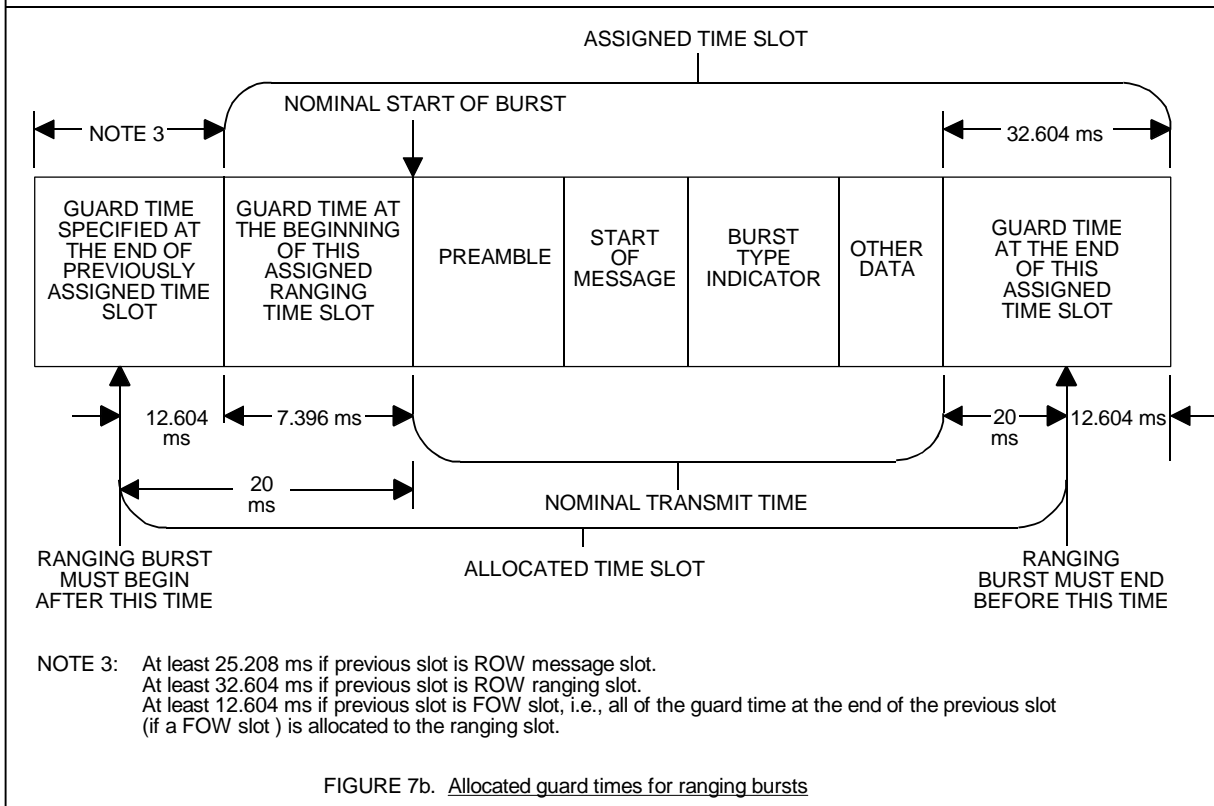 ASSIGNED TIME SLOT
NOMINAL START OF BURST
NOTE 3
32.604 ms
GUARD TIME
SPECIFIED AT
THE END OF
PREVIOUSLY
ASSIGNED TIME
SLOT
GUARD TIME AT
THE BEGINNING
OF THIS
ASSIGNED
RANGING
TIME SLOT
PREAMBLE
START
OF
MESSAGE
BURST
TYPE
INDICATOR
OTHER
DATA
GUARD TIME
AT THE END
OF THIS
ASSIGNED
TIME SLOT
12.604
ms
7.396 ms
20
ms
12.604 ms
20
ms
NOMINAL TRANSMIT TIME
RANGING BURST
MUST BEGIN
AFTER THIS TIME
ALLOCATED TIME SLOT
RANGING
BURST MUST END
BEFORE THIS TIME
NOTE 3: At least 25.208 ms if previous slot is ROW message slot.
At least 32.604 ms if previous slot is ROW ranging slot.
At least 12.604 ms if previous slot is FOW slot, i.e., all of the guard time at the end of the previous slot
(if a FOW slot ) is allocated to the ranging slot.
FIGURE 7b. Allocated guard times for ranging bursts